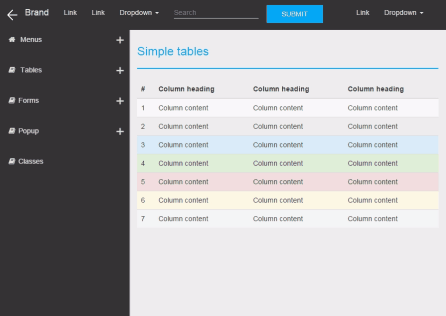 Brand Link Link Dropdown Search SUBMIT Link Dropdown
Menus
Tables
Forms
Popup
Classes
Simple tables
# Column heading Column heading Column heading
1 Column content Column content Column content
2 Column content Column content Column content
3 Column content Column content Column content
4 Column content Column content Column content
5 Column content Column content Column content
6 Column content Column content Column content
7 Column content Column content Column content